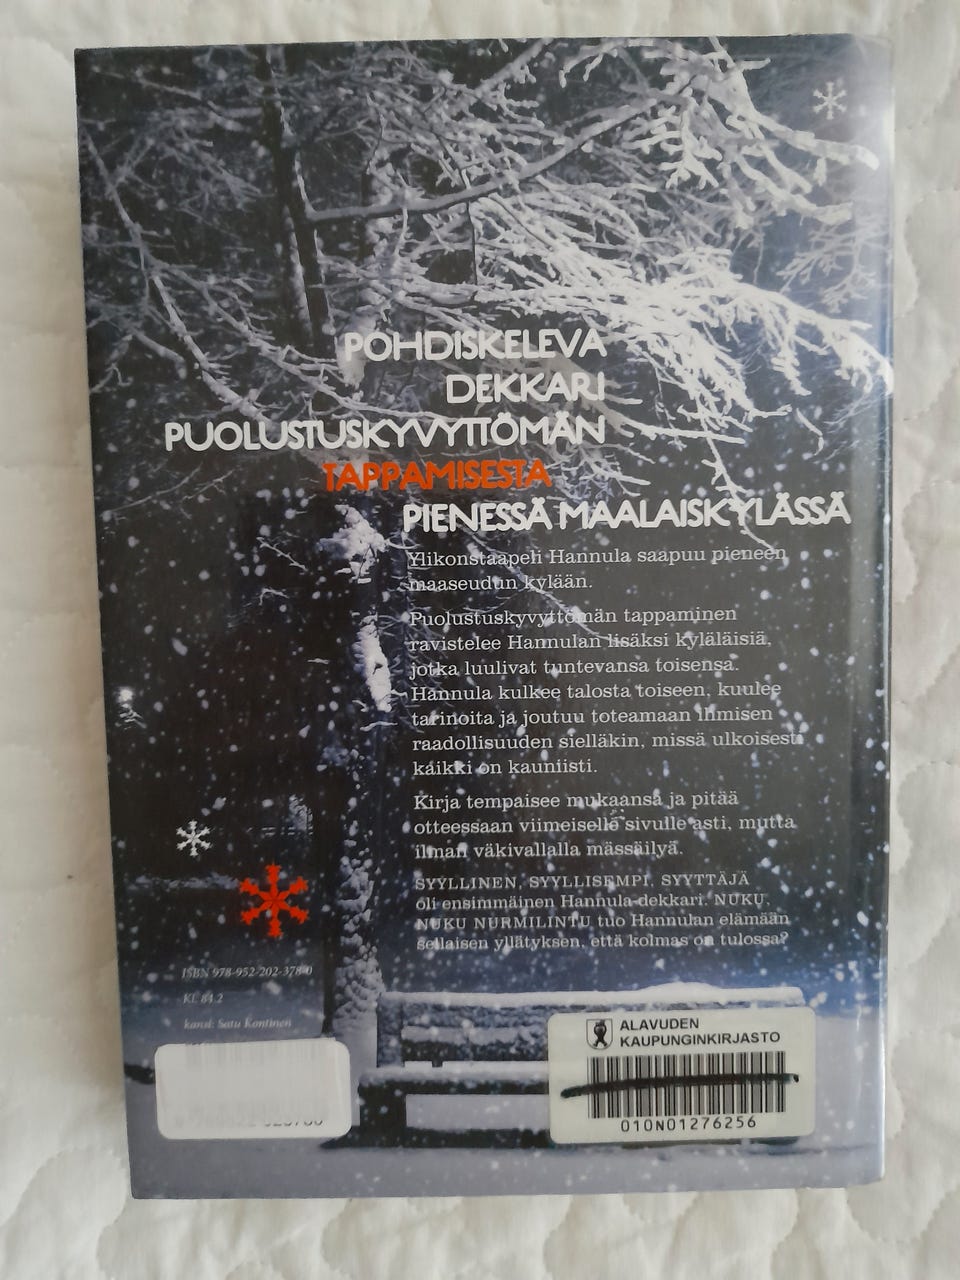 POHDISKELEVA
DEKKARI
PUOLUSTUSKYVYTTÖMÄN
TAPPAMISESTA
PIENESSÄ MAALAISKYLÄSSÄ
Ylikonstaapeli Hannula saapuu pieneen
maaseudun kylään.
Puolustuskyvyttömän tappaminen
ravistelee Hannulan lisäksi kyläläisiä,
jotka luulivat tuntevansa toisensa.
Hannula kulkee talosta toiseen, kuulee
tarinoita ja joutuu toteamaan ihmisen
raadollisuuden sielläkin, missä ulkoisesti
kaikki on kauniisti.
Kirja tempaisee mukaansa ja pitää
otteessaan viimeiselle sivulle asti, mutta
ilman väkivallalla mässäilyä.
SYYLLINEN, SYYLLISEMPI, SYYTTÄJÄ
oli ensimmäinen Hannula-dekkari. NUKU,
NUKU NURMILINTU tuo Hannulan elämään
sellaisen yllätyksen, että kolmas on tulossa?
ISBN 978-952-202-378-0
Kl. 84.2
kansi: Satu Kontinen
ALAVUDEN
KAUPUNGINKIRJASTO
010N01276256